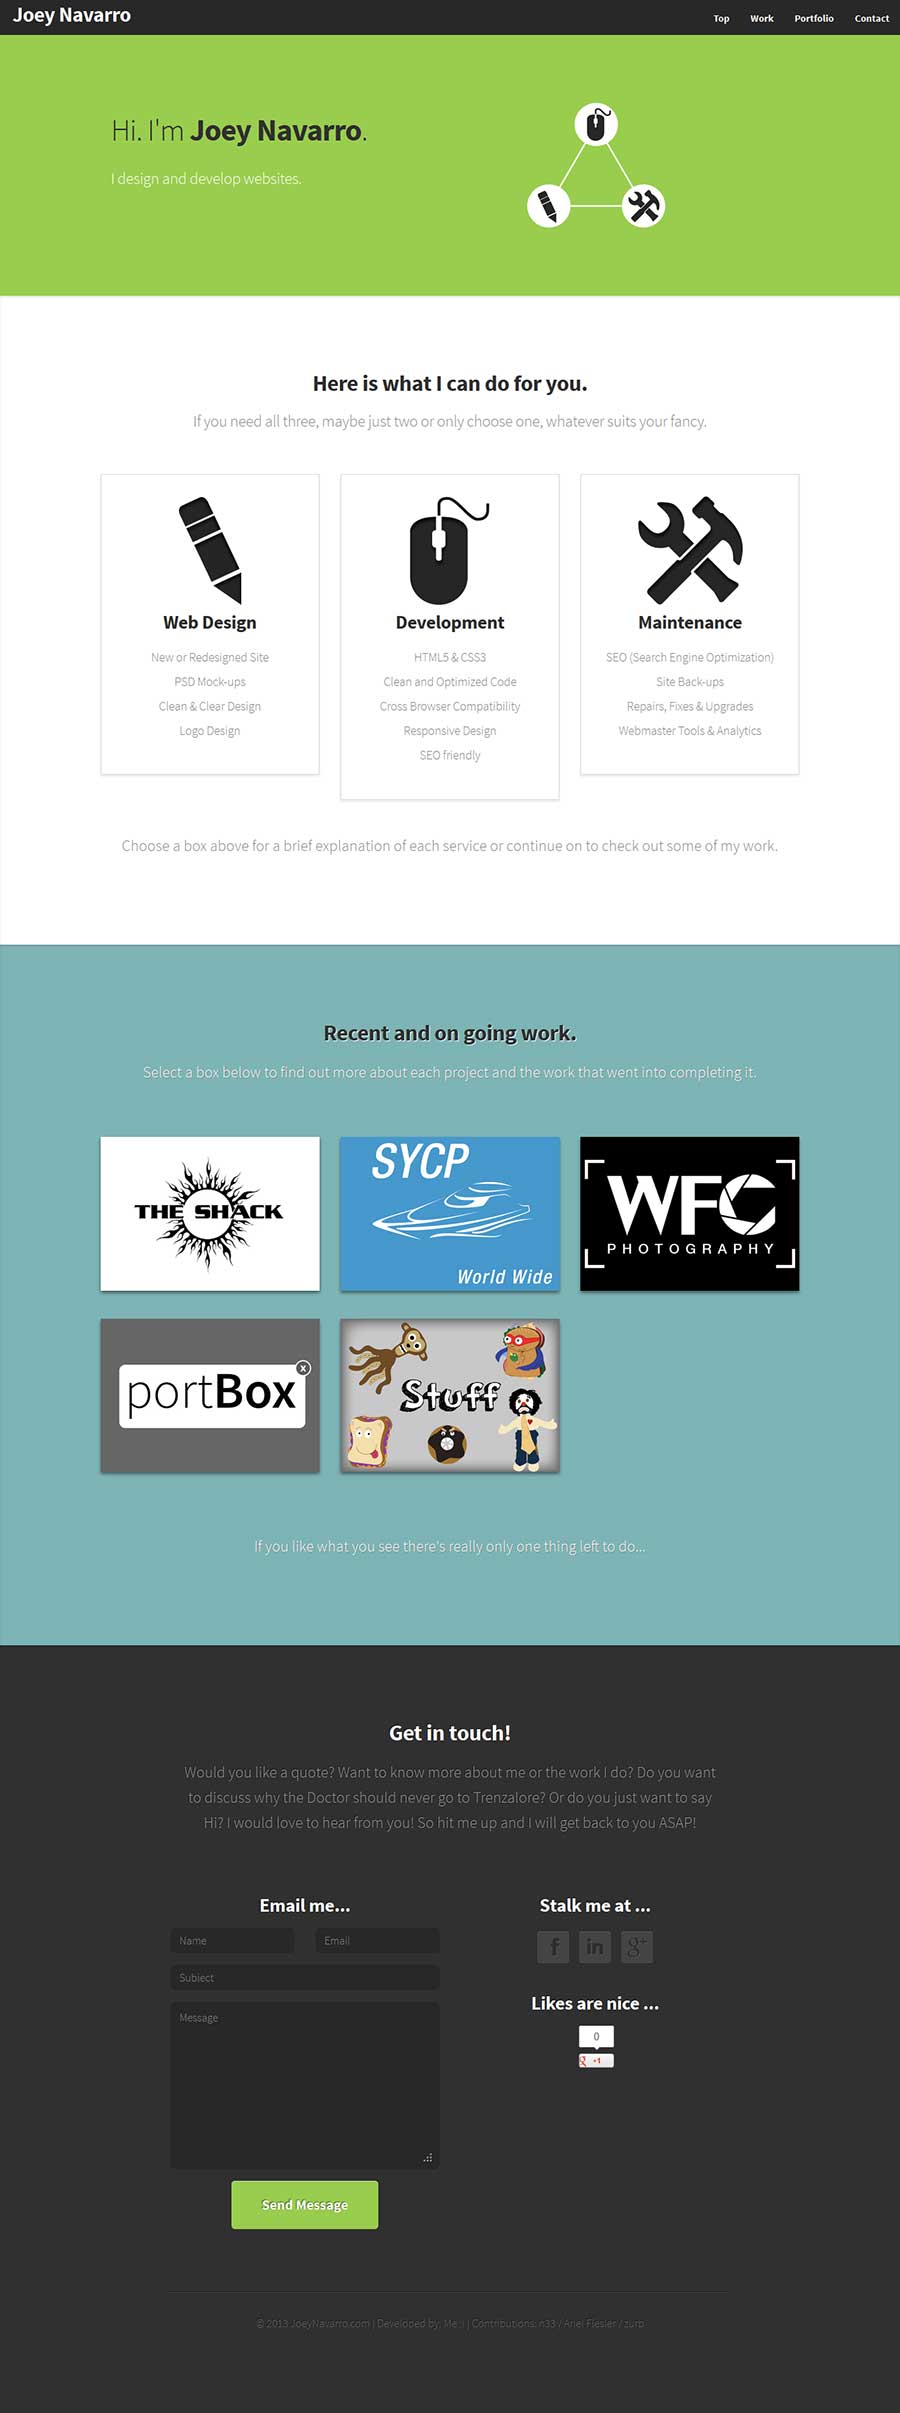 Joey Navarro
Top Work Portfolio Contact
Hi. I'm Joey Navarro.
I design and develop websites.
Here is what I can do for you.
If you need all three, maybe just two or only choose one, whatever suits your fancy.
Web Design
New or Redesigned Site
PSD Mock-ups
Clean & Clear Design
Logo Design
Development
HTML5 & CSS3
Clean and Optimized Code
Cross Browser Compatibility
Responsive Design
SEO friendly
Maintenance
SEO (Search Engine Optimization)
Site Back-ups
Repairs, Fixes & Upgrades
Webmaster Tools & Analytics
Choose a box above for a brief explanation of each service or continue on to check out some of my work.
Recent and on going work.
Select a box below to find out more about each project and the work that went into completing it.
THE SHACK
SYCP
World Wide
WFC
PHOTOGRAPHY
portBox
x
Stuff
If you like what you see there's really only one thing left to do...
Get in touch!
Would you like a quote? Want to know more about me or the work I do? Do you want
to discuss why the Doctor should never go to Trenzalore? Or do you just want to say
Hi? I would love to hear from you! So hit me up and I will get back to you ASAP!
Email me...
Name
Email
Subject
Message
Send Message
Stalk me at ...
f in g+
Likes are nice ...
0
g +1
© 2013 JoeyNavarro.com | Developed by: Me :) | Contributions: n33 / Ariel Flesler / zurb